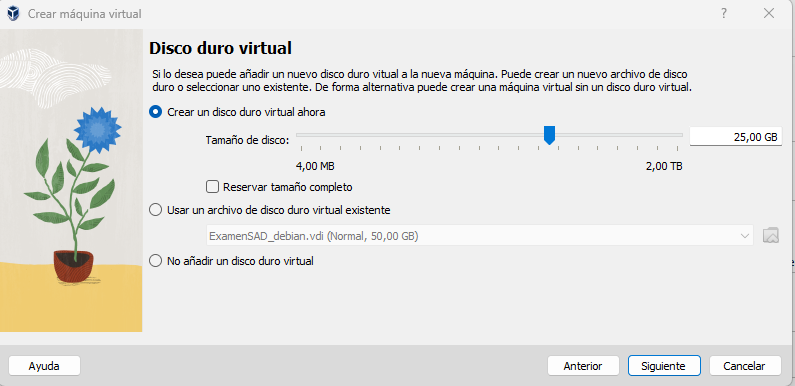 Crear máquina virtual
Disco duro virtual
Si lo desea puede añadir un nuevo disco duro vitual a la nueva máquina. Puede crear un nuevo archivo de disco
duro o seleccionar uno existente. De forma alternativa puede crear una máquina virtual sin un disco duro virtual.
Crear un disco duro virtual ahora
Tamaño de disco:
25,00 GB
4,00 MB
2,00 TB
Reservar tamaño completo
Usar un archivo de disco duro virtual existente
ExamenSAD_debian.vdi (Normal, 50,00 GB)
No añadir un disco duro virtual
Ayuda
Anterior
Siguiente
Cancelar